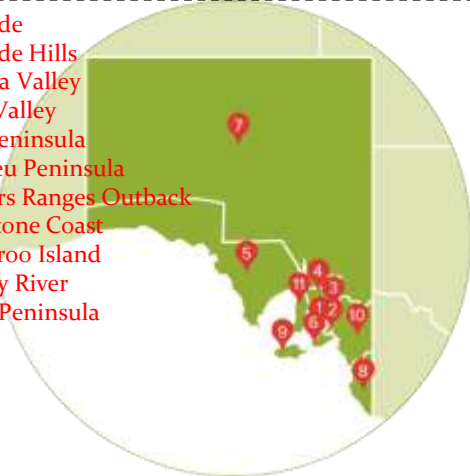 de
de Hills
a Valley
Valley
eninsula
eu Peninsula
rs Ranges Outback
tone Coast
roo Island
y River
Peninsula
7
5
4
11
3
1
2
10
6
9
8